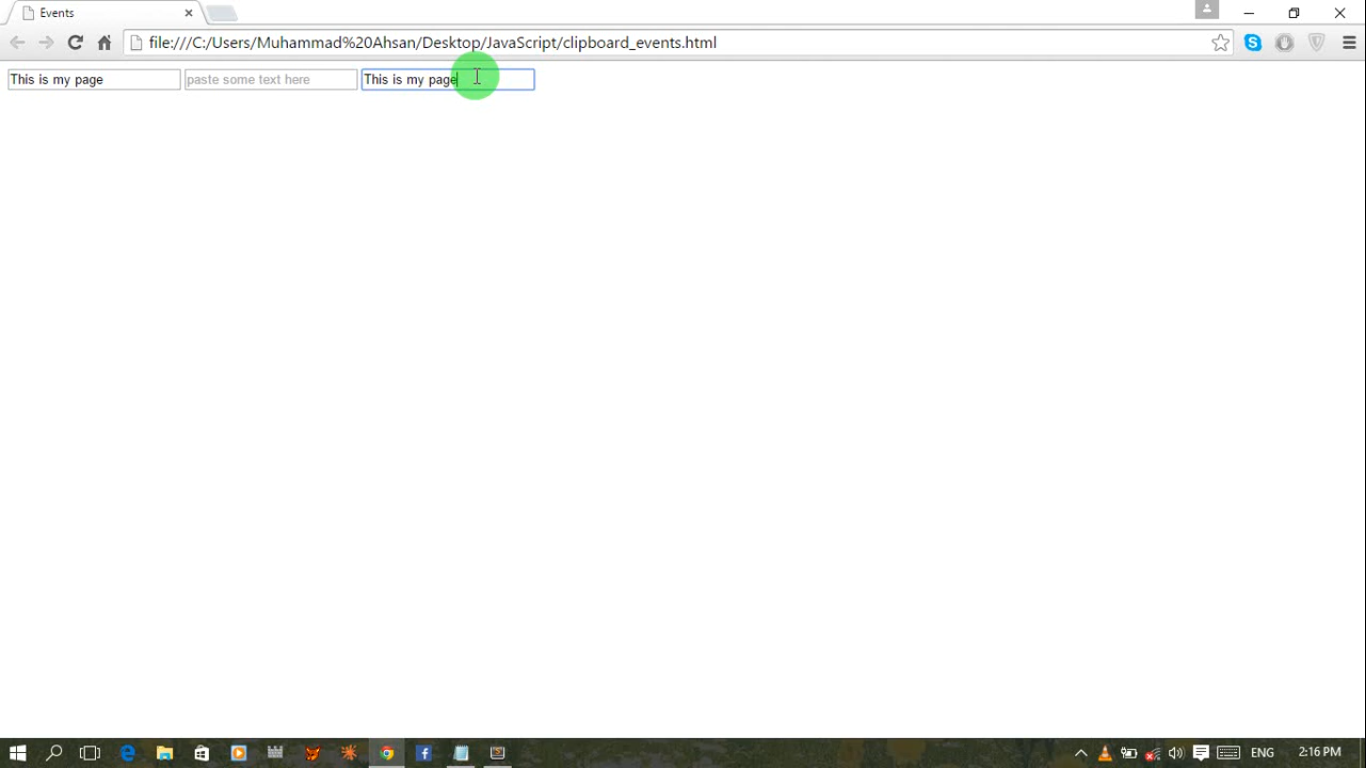 Events
file:///C:/Users/Muhammad%20Ahsan/Desktop/JavaScript/clipboard_events.html
This is my page paste some text here This is my page
ENG 2:16 PM